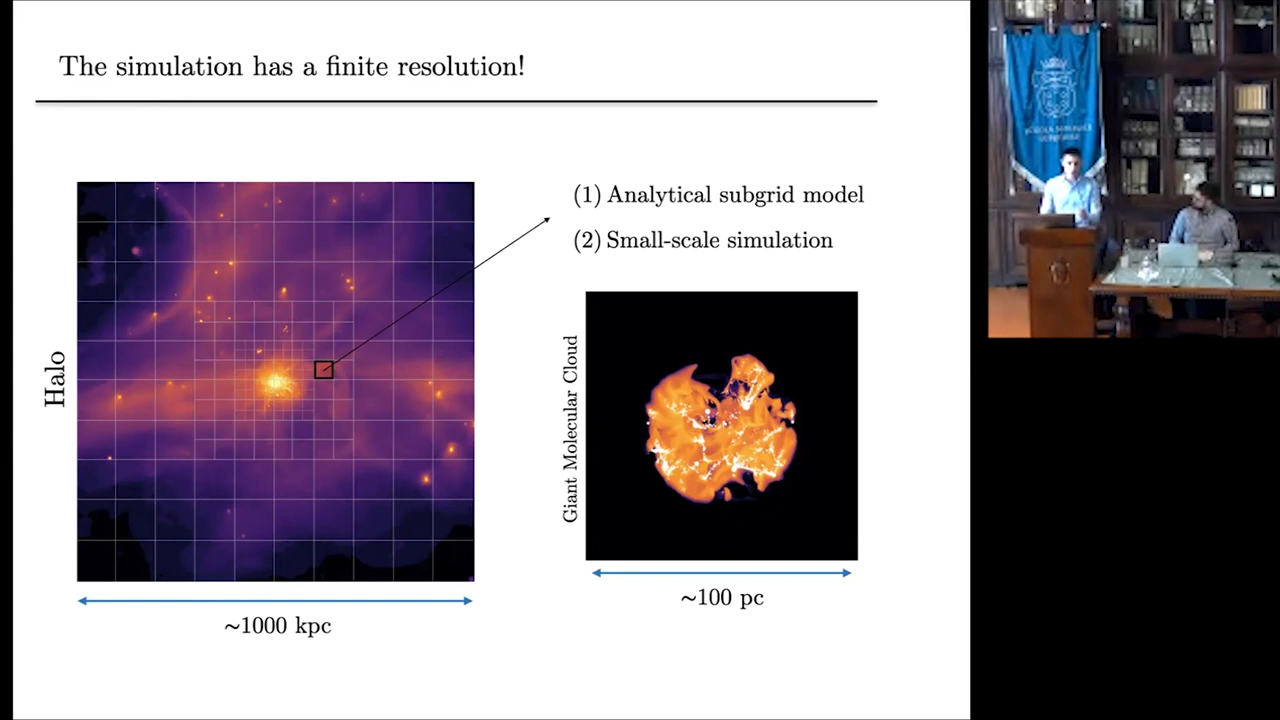 The simulation has a finite resolution!
(1) Analytical subgrid model
(2) Small-scale simulation
Halo
Giant Molecular Cloud
~1000 kpc
~100 pc